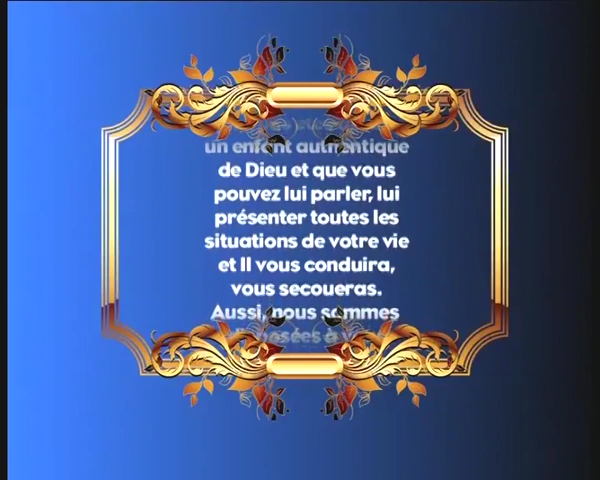 un enfant authentique
de Dieu et que vous
pouvez lui parler, lui
présenter toutes les
situations de votre vie
et Il vous conduira,
vous secoueras.
Aussi, nous sommes